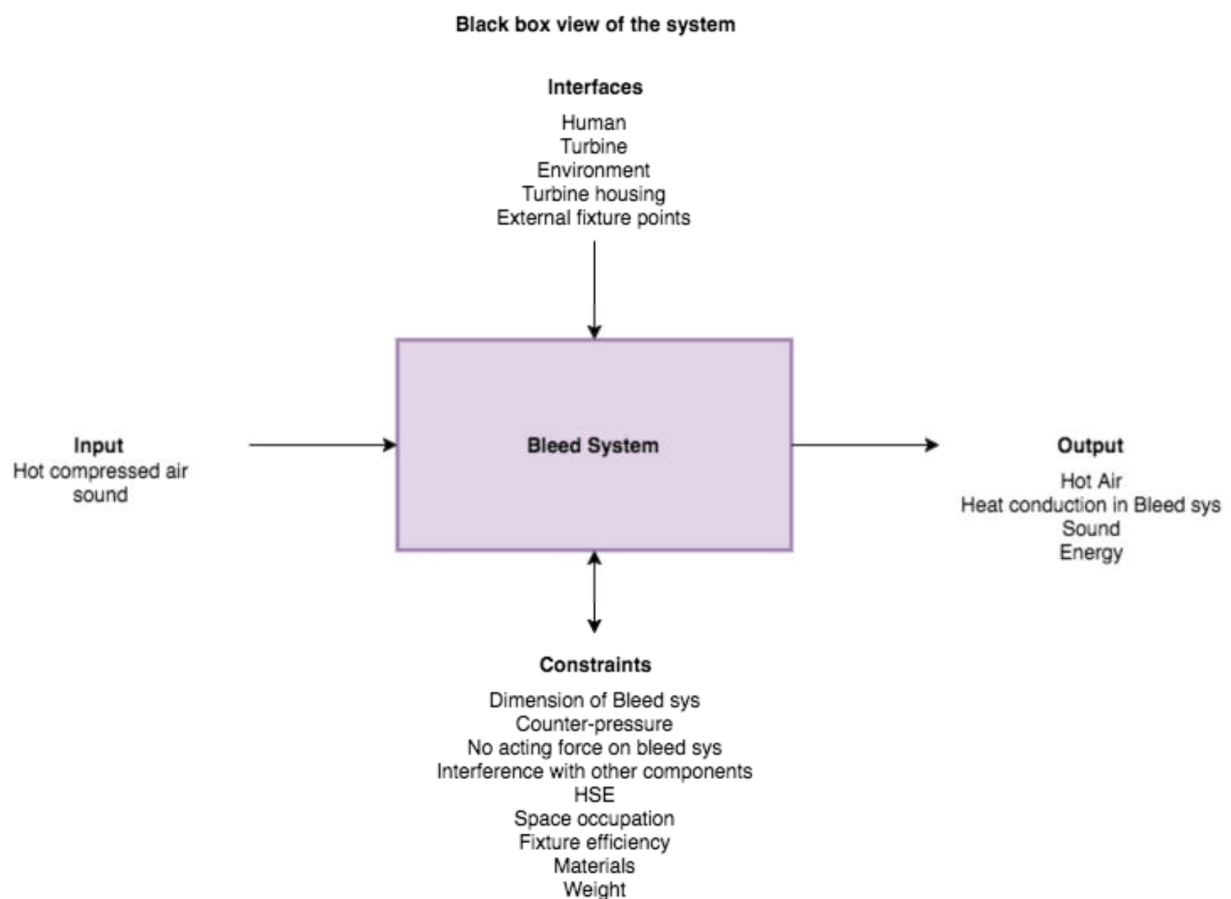 Black box view of the system
Interfaces
Human
Turbine
Environment
Turbine housing
External fixture points
Input
Hot compressed air
sound
Bleed System
Output
Hot Air
Heat conduction in Bleed sys
Sound
Energy
Constraints
Dimension of Bleed sys
Counter-pressure
No acting force on bleed sys
Interference with other components
HSE
Space occupation
Fixture efficiency
Materials
Weight